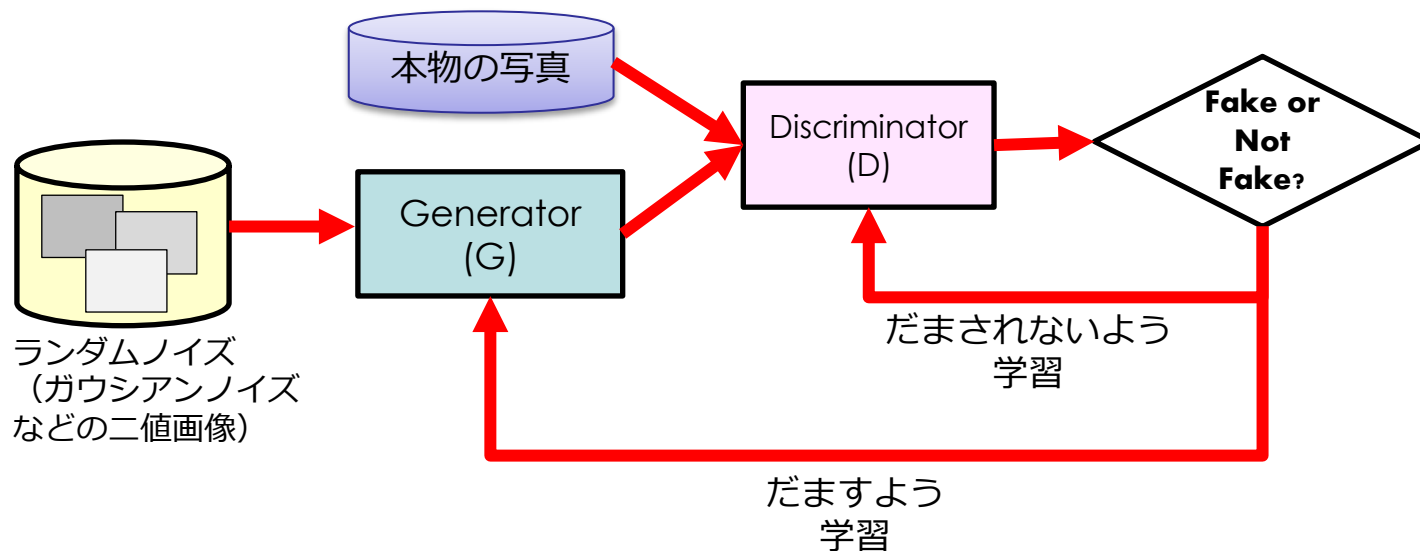 本物の写真
Discriminator
(D)
Fake or
Not
Fake?
Generator
(G)
ランダムノイズ
（ガウシアンノイズ
などの二値画像）
だまされないよう
学習
だますよう
学習